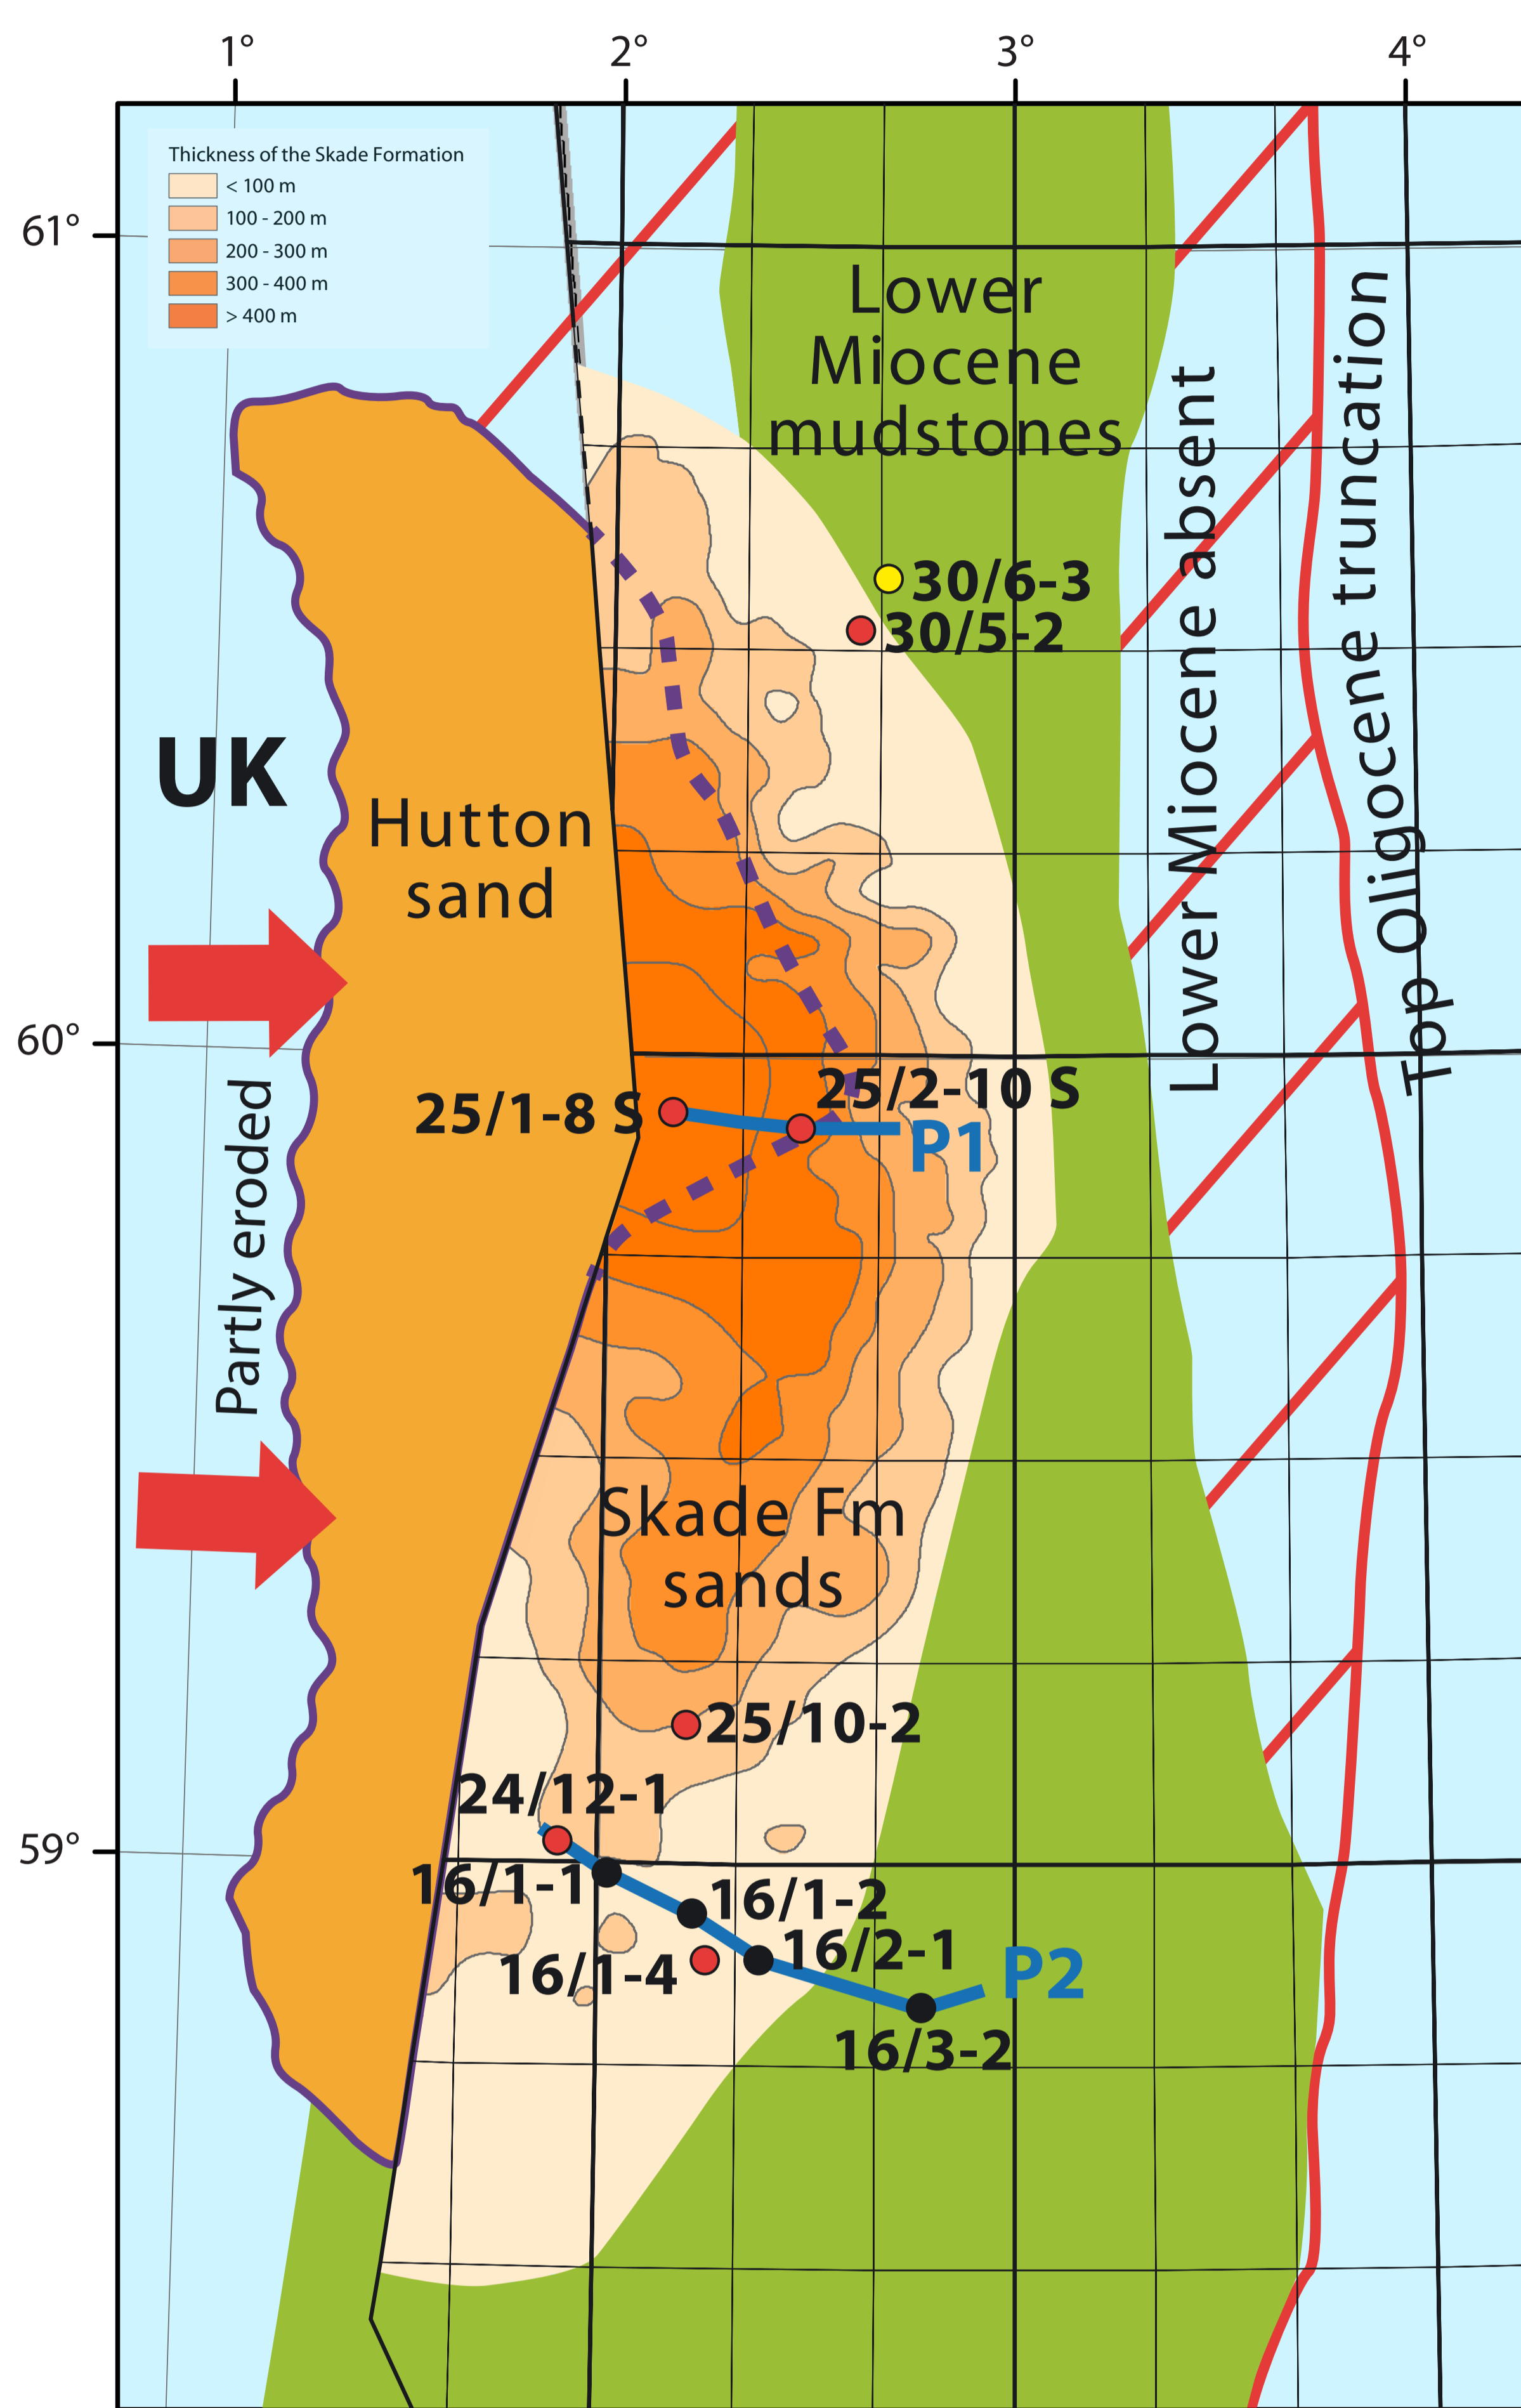 1°
2°
3°
4°
61°
60°
59°
Thickness of the Skade Formation
< 100 m
100 - 200 m
200 - 300 m
300 - 400 m
> 400 m
Lower
Miocene
mudstones
Lower Miocene absent
Top Oligocene truncation
30/6-3
30/5-2
UK
Hutton
sand
Partly eroded
25/1-8 S
25/2-10 S
P1
Skade Fm
sands
25/10-2
24/12-1
16/1-1
16/1-2
16/2-1
16/1-4
P2
16/3-2